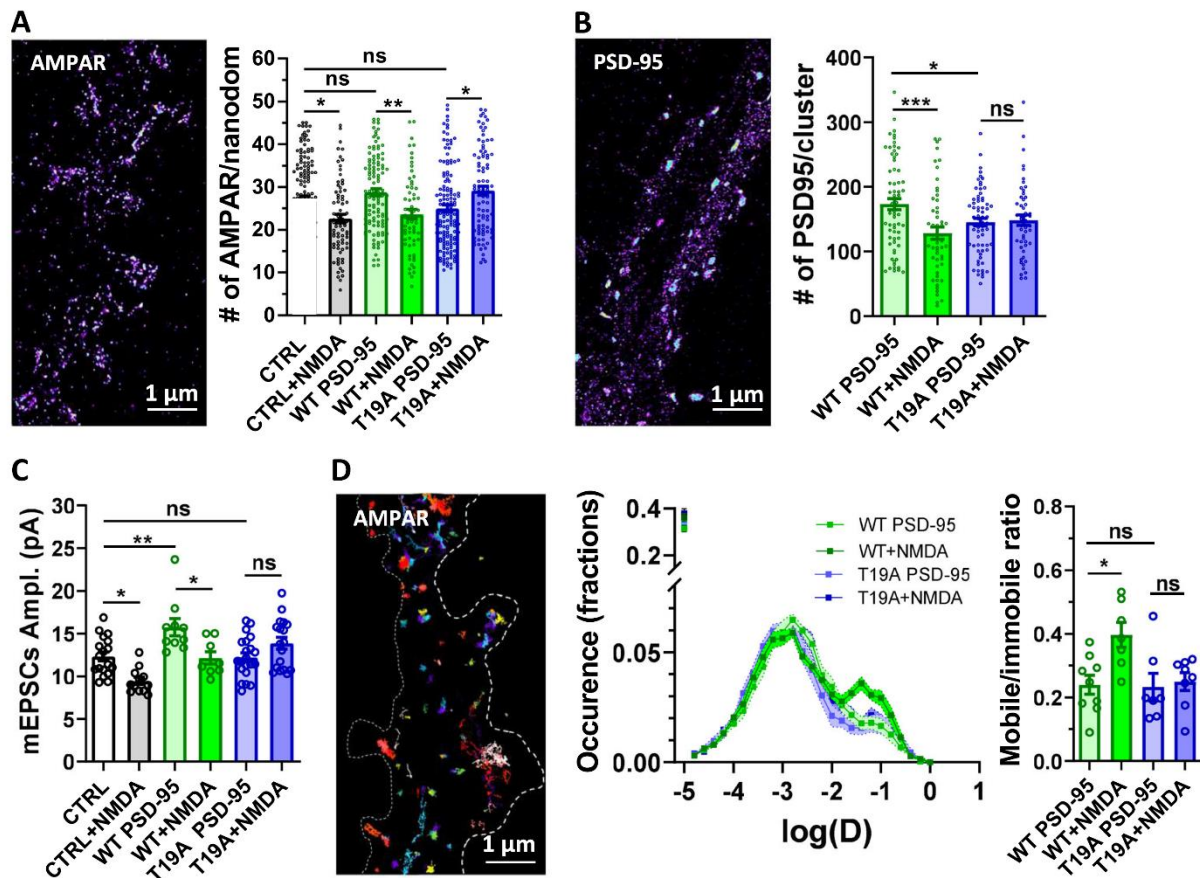 A
AMPAR
1 µm
# of AMPAR/nanodom
60
50
40
30
20
10
0
ns
ns
*
**
*
CTRL
CTRL+NMDA
WT PSD-95
WT+NMDA
T19A PSD-95
T19A+NMDA
B
PSD-95
1 µm
# of PSD95/cluster
400
300
200
100
0
*
***
ns
WT PSD-95
WT+NMDA
T19A PSD-95
T19A+NMDA
C
mEPSCs Ampl. (pA)
30
25
20
15
10
5
0
ns
**
*
*
ns
CTRL
CTRL+NMDA
WT PSD-95
WT+NMDA
T19A PSD-95
T19A+NMDA
D
AMPAR
1 µm
Occurence (fractions)
0.4
0.2
0.05
0.00
-5
-4
-3
-2
-1
0
1
log(D)
WT PSD-95
WT+NMDA
T19A PSD-95
T19A+NMDA
Mobile/immobile ratio
0.8
0.6
0.4
0.2
0.0
ns
*
ns
WT PSD-95
WT+NMDA
T19A PSD-95
T19A+NMDA